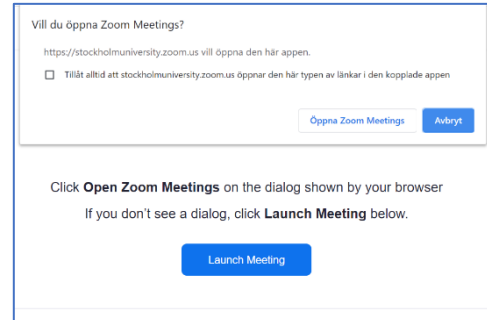 Vill du öppna Zoom Meetings?
https://stockholmuniversity.zoom.us vill öppna den här appen.
Tillåt alltid att stockholmuniversity.zoom.us öppnar den här typen av länkar i den kopplade appen
Öppna Zoom Meetings Avbryt
Click Open Zoom Meetings on the dialog shown by your browser
If you don't see a dialog, click Launch Meeting below.
Launch Meeting